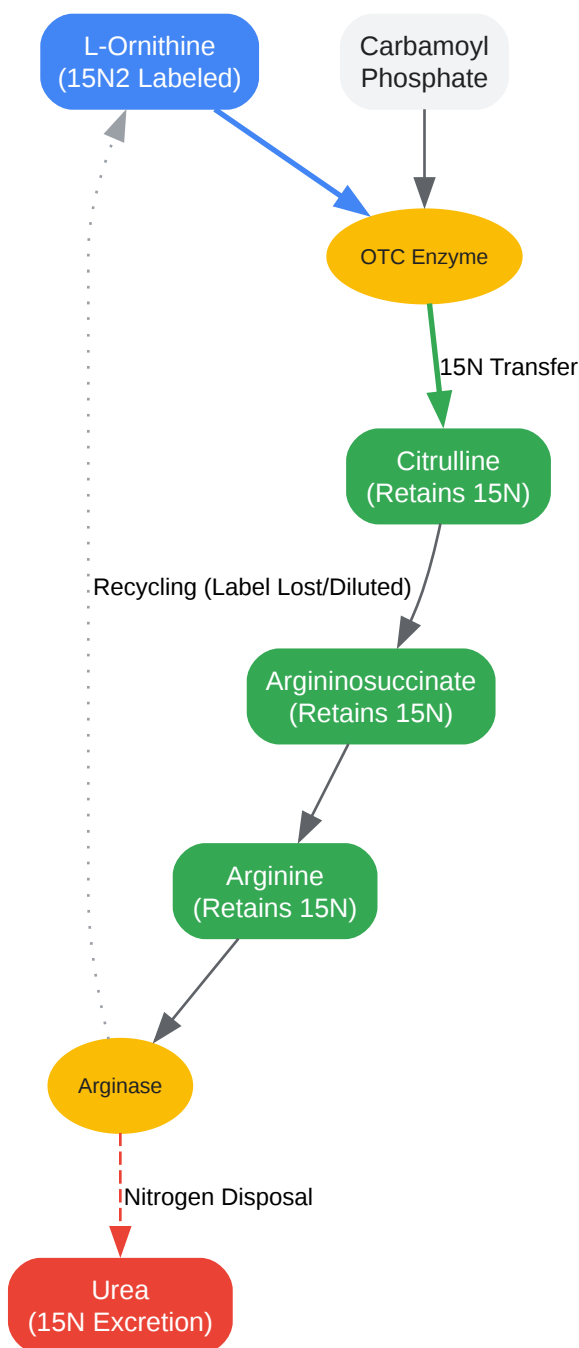 L-Ornithine
(15N2 Labeled)
Carbamoyl
Phosphate
OTC Enzyme
15N Transfer
Citrulline
(Retains 15N)
Recycling (Label Lost/Diluted)
Argininosuccinate
(Retains 15N)
Arginine
(Retains 15N)
Arginase
Nitrogen Disposal
Urea
(15N Excretion)